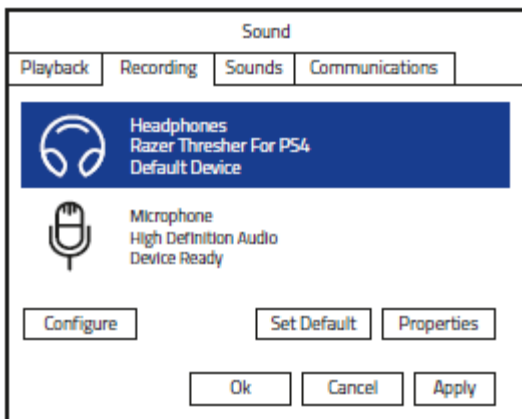 Sound
Playback Recording Sounds Communications
Headphones
Razer Thresher For PS4
Default Device
Microphone
High Definition Audio
Device Ready
Configure Set Default Properties
Ok Cancel Apply